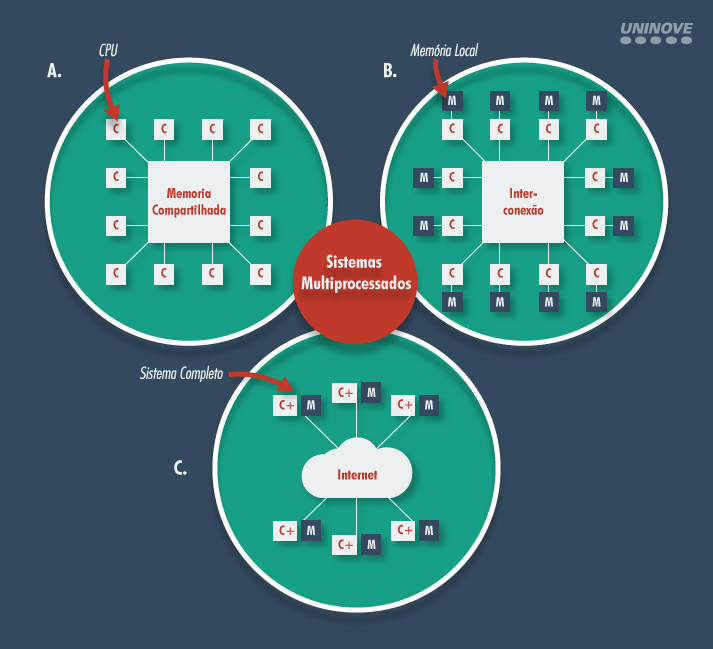 UNINOVE
CPU
A.
C C C C
C C
Memoria
Compartilhada
C C
C C C C
Memória Local
B.
M M M M
C C C C
M C C M
Inter-
conexão
M C C M
C C C C
M M M M
Sistemas
Multiprocessados
Sistema Completo
C+ M C+ M C+ M
C.
Internet
C+ M C+ M C+ M